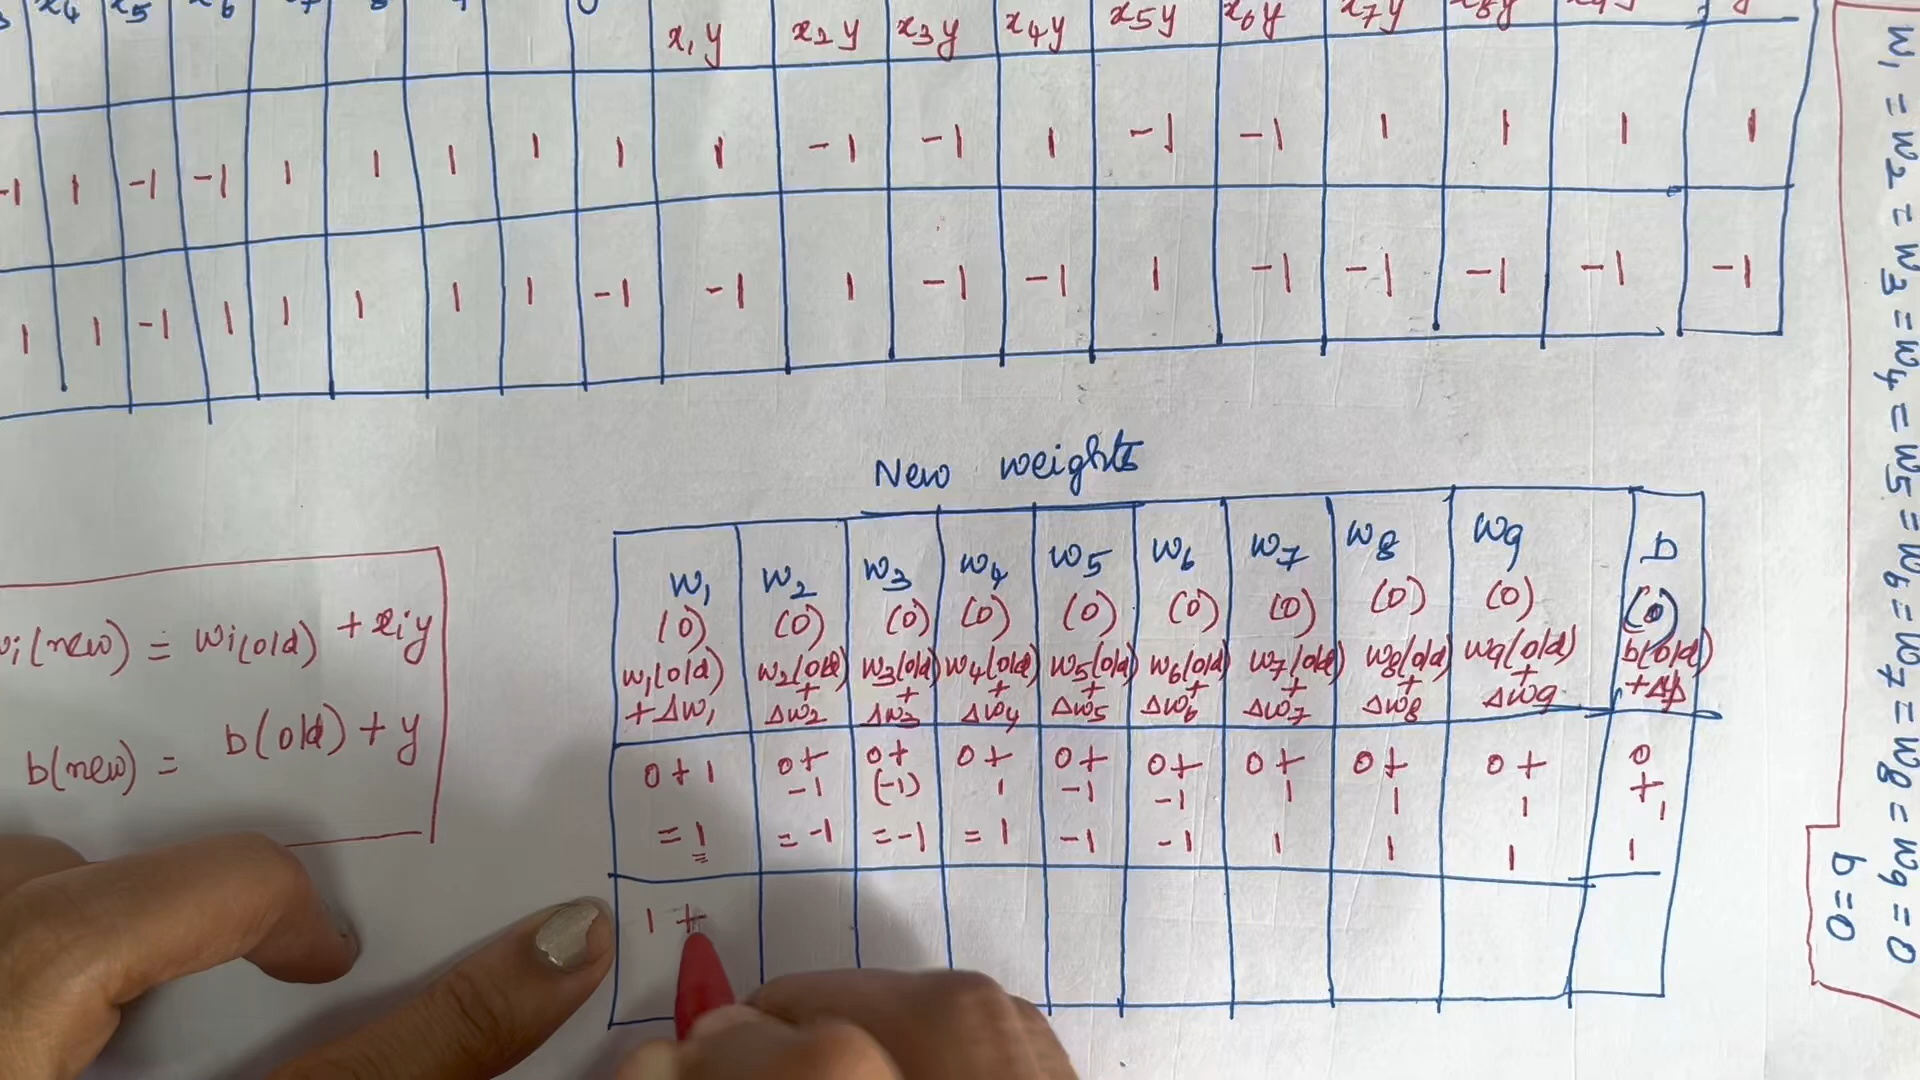 x4 x5 x6
x1y x2y x3y x4y x5y x6y x7y x8y
-1 1 -1 -1 1 1 1 1 1 1 -1 -1 1 -1 -1 1 1 1 1
1 1 -1 1 1 1 1 1 -1 -1 1 -1 -1 1 -1 -1 -1 -1 -1
New weights
w1 w2 w3 w4 w5 w6 w7 w8 w9 b
(0) (0) (0) (0) (0) (0) (0) (0) (0) (0)
w1(old) w2(old) w3(old) w4(old) w5(old) w6(old) w7(old) w8(old) w9(old) b(old)
+Δw1 + Δw2 + Δw3 + Δw4 + Δw5 + Δw6 + Δw7 + Δw8 + Δw9
0+1 0+ -1 0+ (-1) 0+ 1 0+ -1 0+ -1 0+ 1 0+ 1 0+ 1 0 + 1
=1 =-1 =-1 =1 -1 -1 1 1 1 1
1 +
wi(new) = wi(old) + xiy
b(new) = b(old) + y
w1 = w2 = w3 = w4 = w5 = w6 = w7 = w8 = w9 = 0
b=0